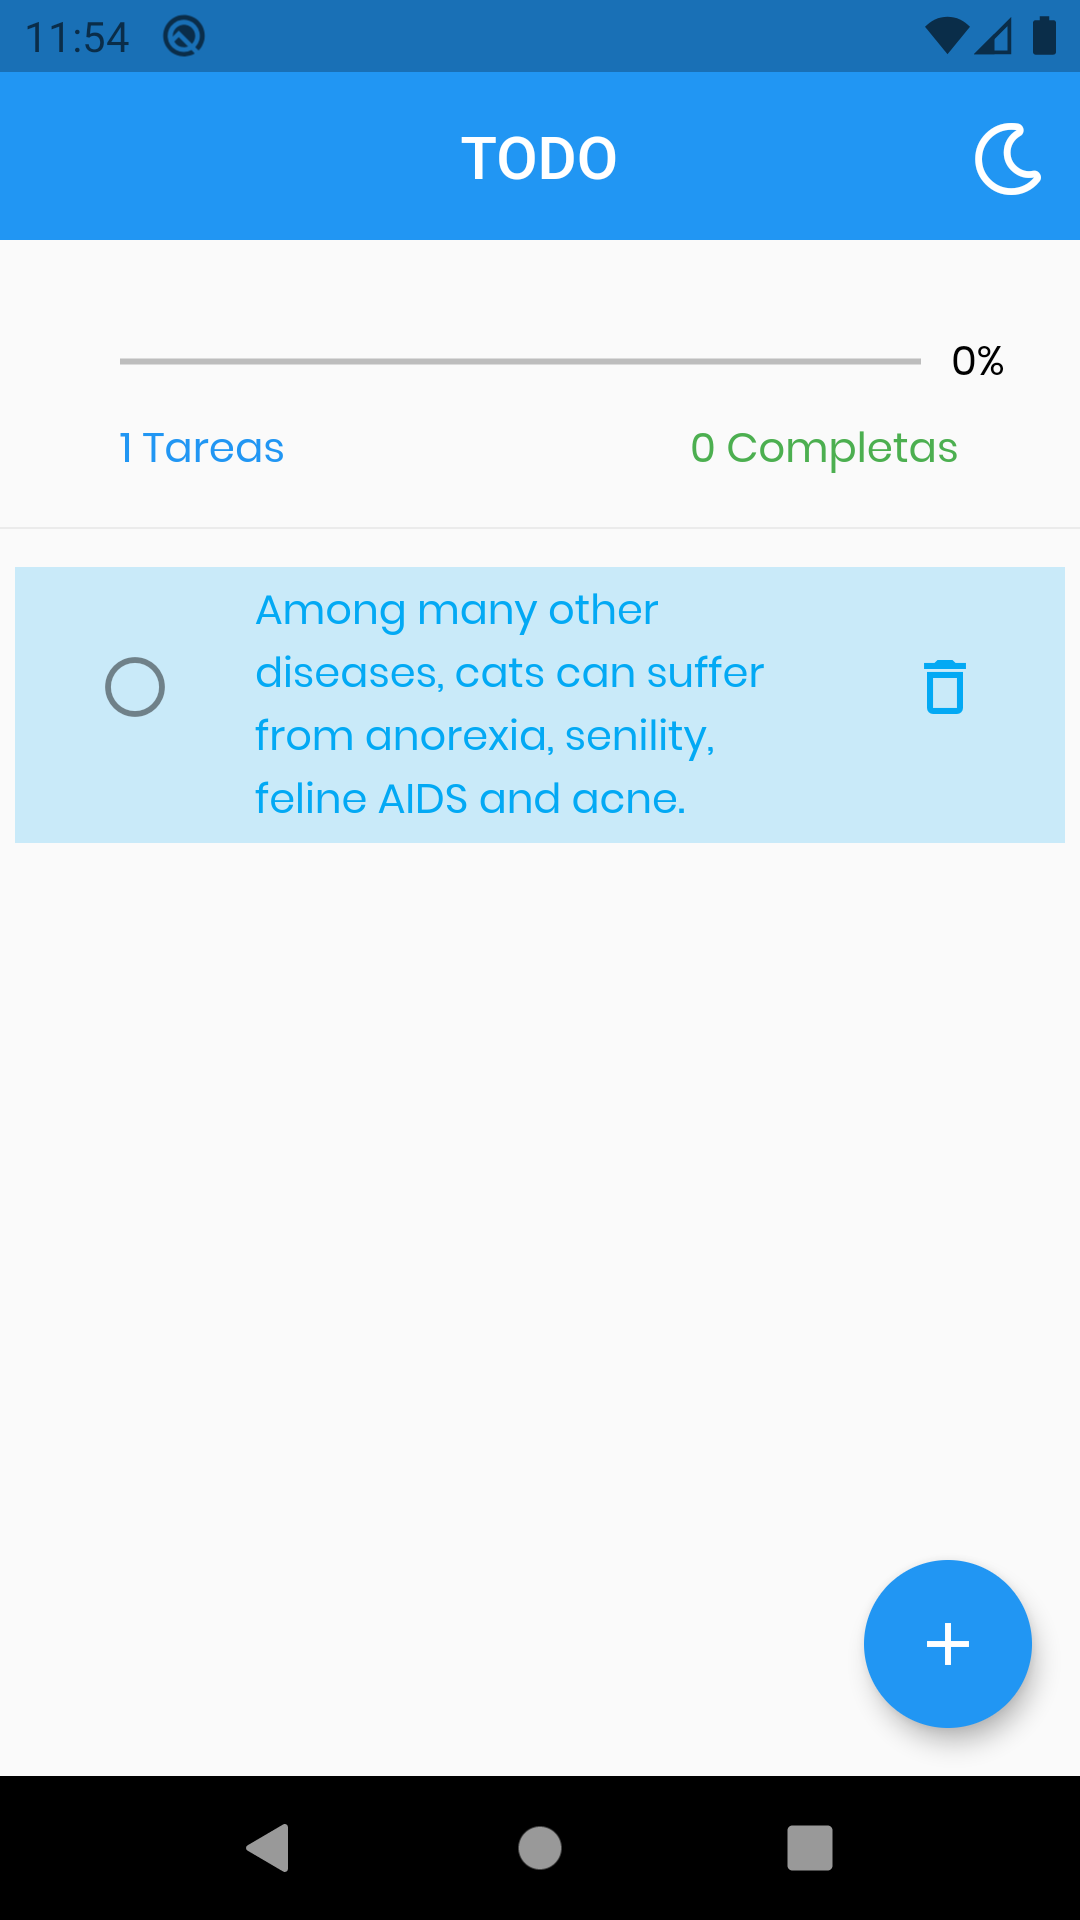 11:54
TODO
0%
1 Tareas
0 Completas
Among many other
diseases, cats can suffer
from anorexia, senility,
feline AIDS and acne.